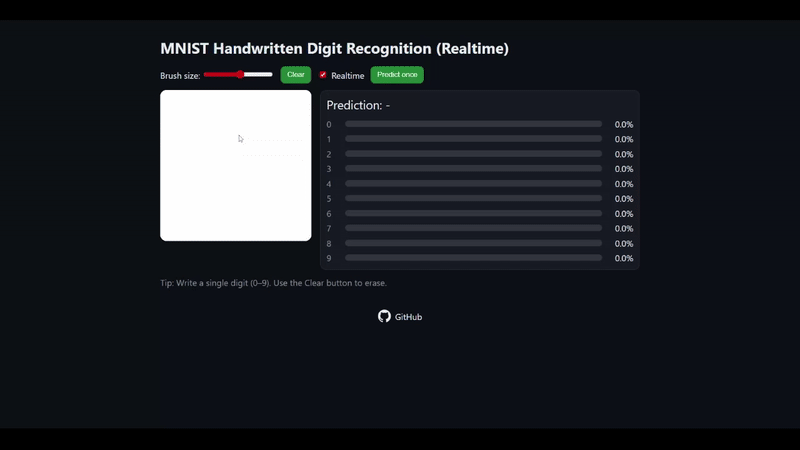 MNIST Handwritten Digit Recognition (Realtime)
Brush size: Clear Realtime Predict once
Prediction: -
0 0.0%
1 0.0%
2 0.0%
3 0.0%
4 0.0%
5 0.0%
6 0.0%
7 0.0%
8 0.0%
9 0.0%
Tip: Write a single digit (0–9). Use the Clear button to erase.
GitHub